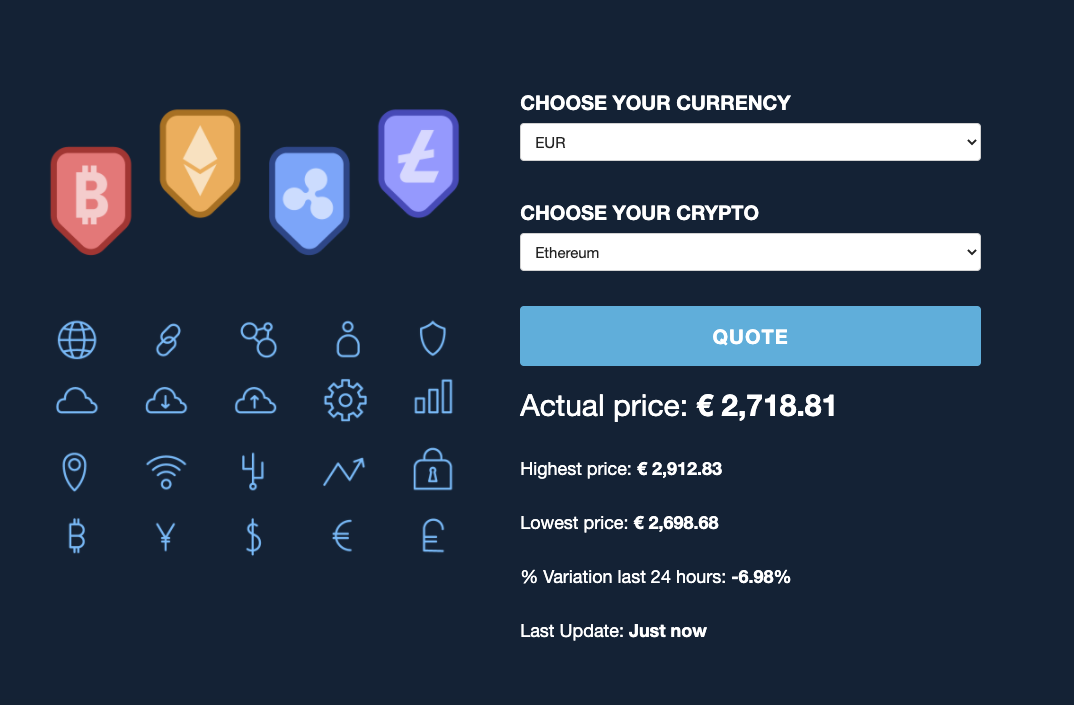 CHOOSE YOUR CURRENCY
EUR
CHOOSE YOUR CRYPTO
Ethereum
QUOTE
Actual price: € 2,718.81
Highest price: € 2,912.83
Lowest price: € 2,698.68
% Variation last 24 hours: -6.98%
Last Update: Just now